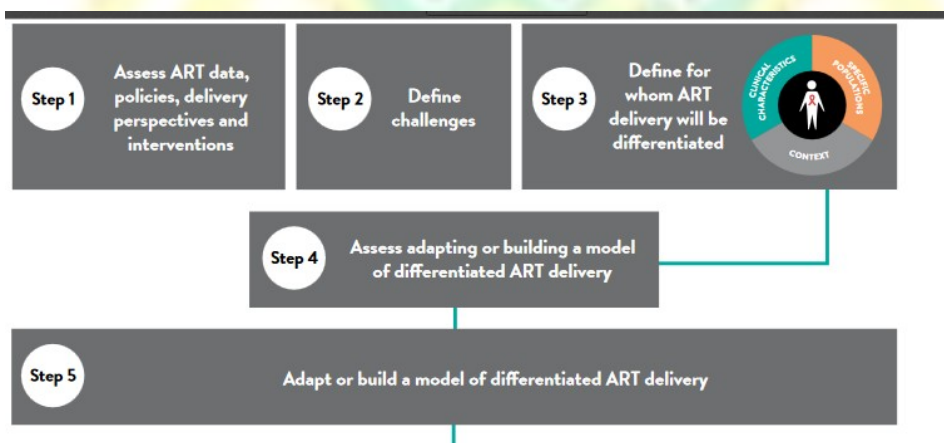 Step 1
Assess ART data,
policies, delivery
perspectives and
interventions
Step 2
Define
challenges
Step 3
Define for
whom ART
delivery will be
differentiated
CLINICAL
CHARACTERISTICS
SPECIFIC
POPULATIONS
CONTEXT
Step 4
Assess adapting or building a model
of differentiated ART delivery
Step 5
Adapt or build a model of differentiated ART delivery